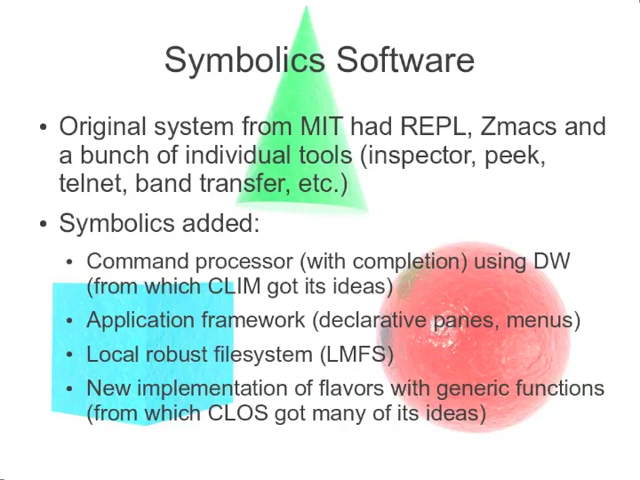 Symbolics Software
• Original system from MIT had REPL, Zmacs and
a bunch of individual tools (inspector, peek,
telnet, band transfer, etc.)
• Symbolics added:
• Command processor (with completion) using DW
(from which CLIM got its ideas)
• Application framework (declarative panes, menus)
• Local robust filesystem (LMFS)
• New implementation of flavors with generic functions
(from which CLOS got many of its ideas)